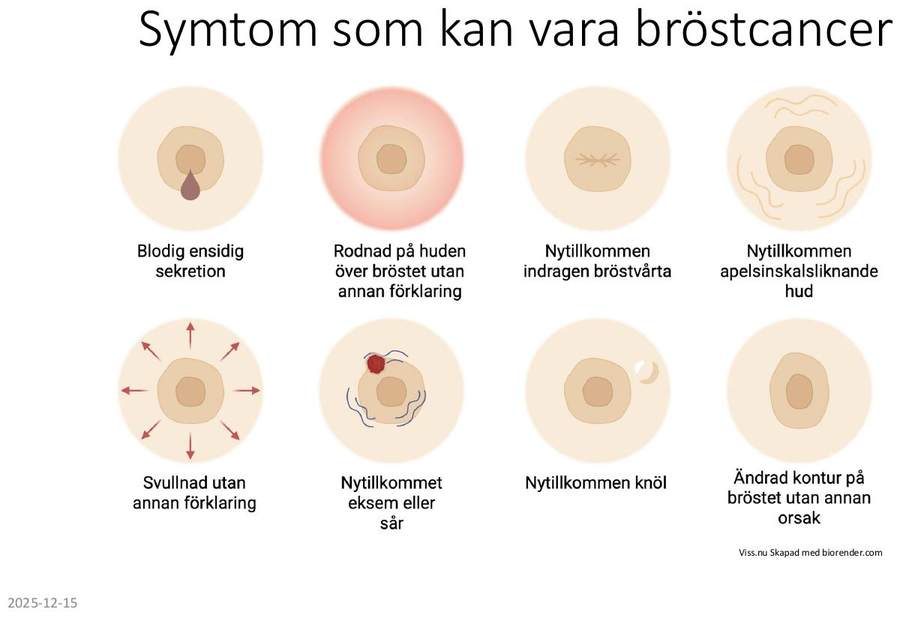 Symtom som kan vara bröstcancer
Blodig ensidig
sekretion
Rodnad på huden
över bröstet utan
annan förklaring
Nytillkommen
indragen bröstvårta
Nytillkommen
apelsinskalsliknande
hud
Svullnad utan
annan förklaring
Nytillkommet
eksem eller
sår
Nytillkommen knöl
Ändrad kontur på
bröstet utan annan
orsak
Viss.nu Skapad med biorender.com
2025-12-15